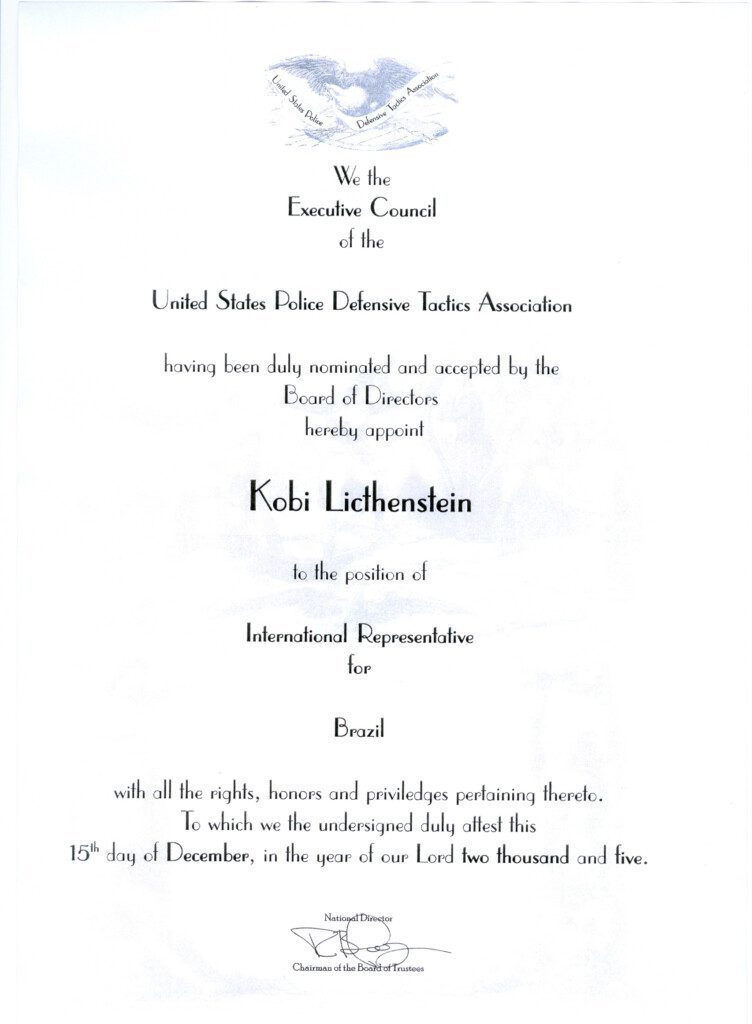 United States Police
Defensive Tactics Association
We the
Executive Council
of the
United States Police Defensive Tactics Association
having been duly nominated and accepted by the
Board of Directors
hereby appoint
Kobi Licthenstein
to the position of
International Representative
for
Brazil
with all the rights, honors and priviledges pertaining thereto.
To which we the undersigned duly attest this
15th day of December, in the year of our Lord two thousand and five.
National Director
Chairman of the Board of Trustees